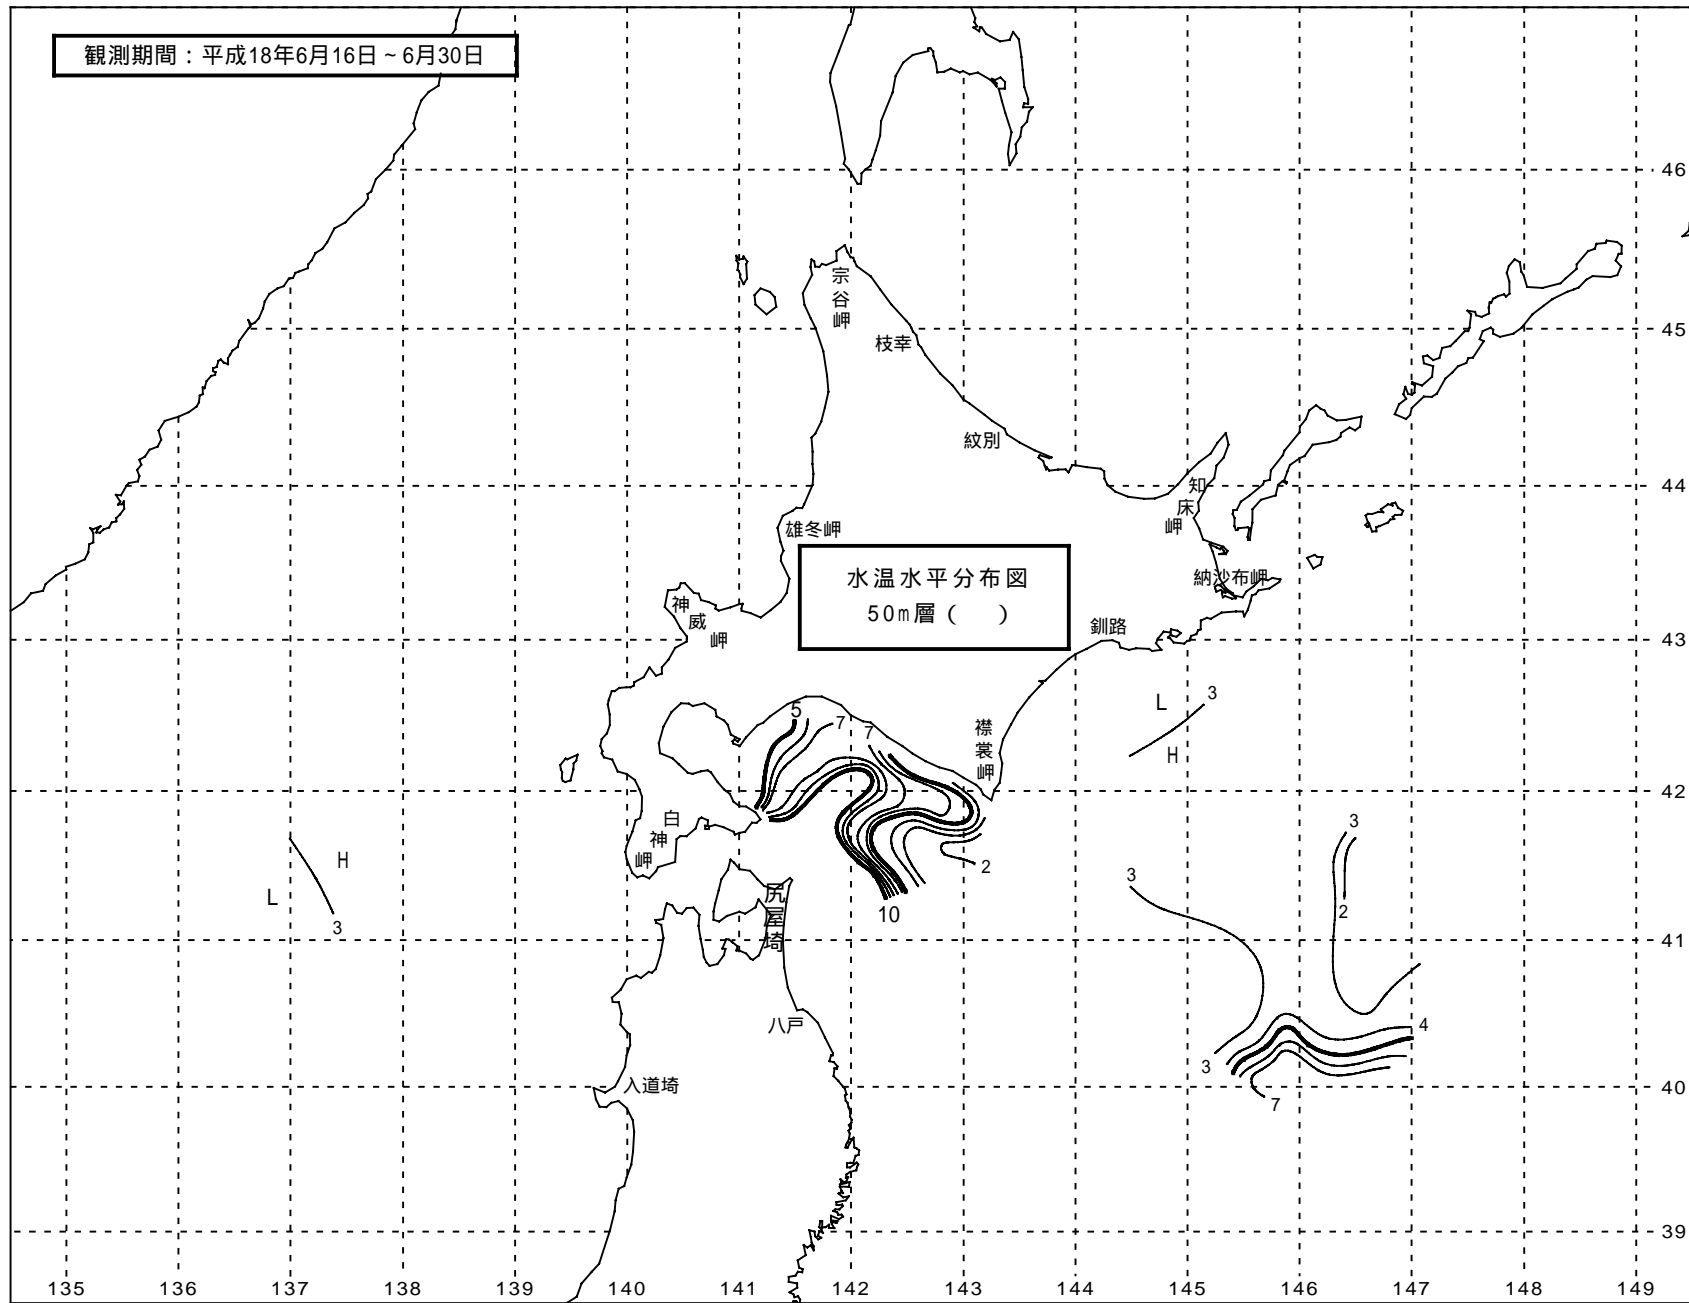 観測期間：平成18年6月16日～6月30日
46
宗谷岬
45
枝幸
紋別
44
知床岬
雄冬岬
水温水平分布図
50m層（　）
納沙布岬
神威岬
釧路
43
L
3
H
5
7
7
襟裳岬
42
白神岬
3
H
2
3
L
2
10
3
尻屋埼
41
八戸
4
3
入道埼
7
40
39
135 136 137 138 139 140 141 142 143 144 145 146 147 148 149